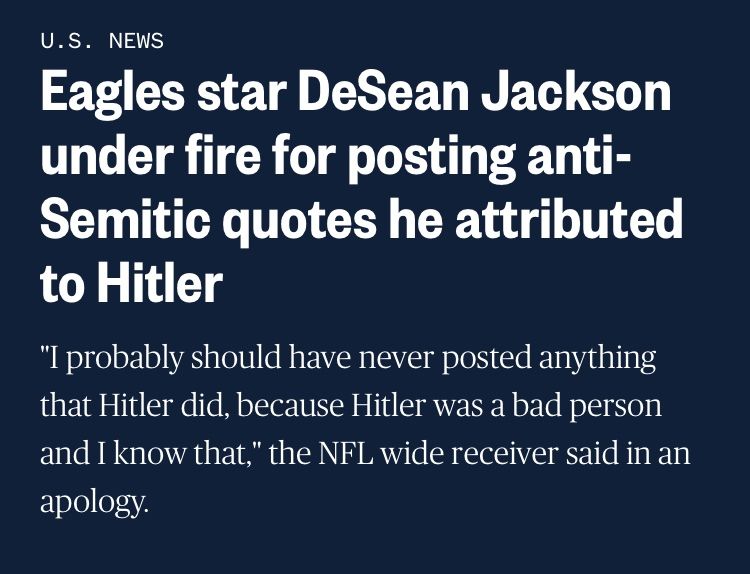 U.S. NEWS
Eagles star DeSean Jackson
under fire for posting anti-
Semitic quotes he attributed
to Hitler
"I probably should have never posted anything
that Hitler did, because Hitler was a bad person
and I know that," the NFL wide receiver said in an
apology.